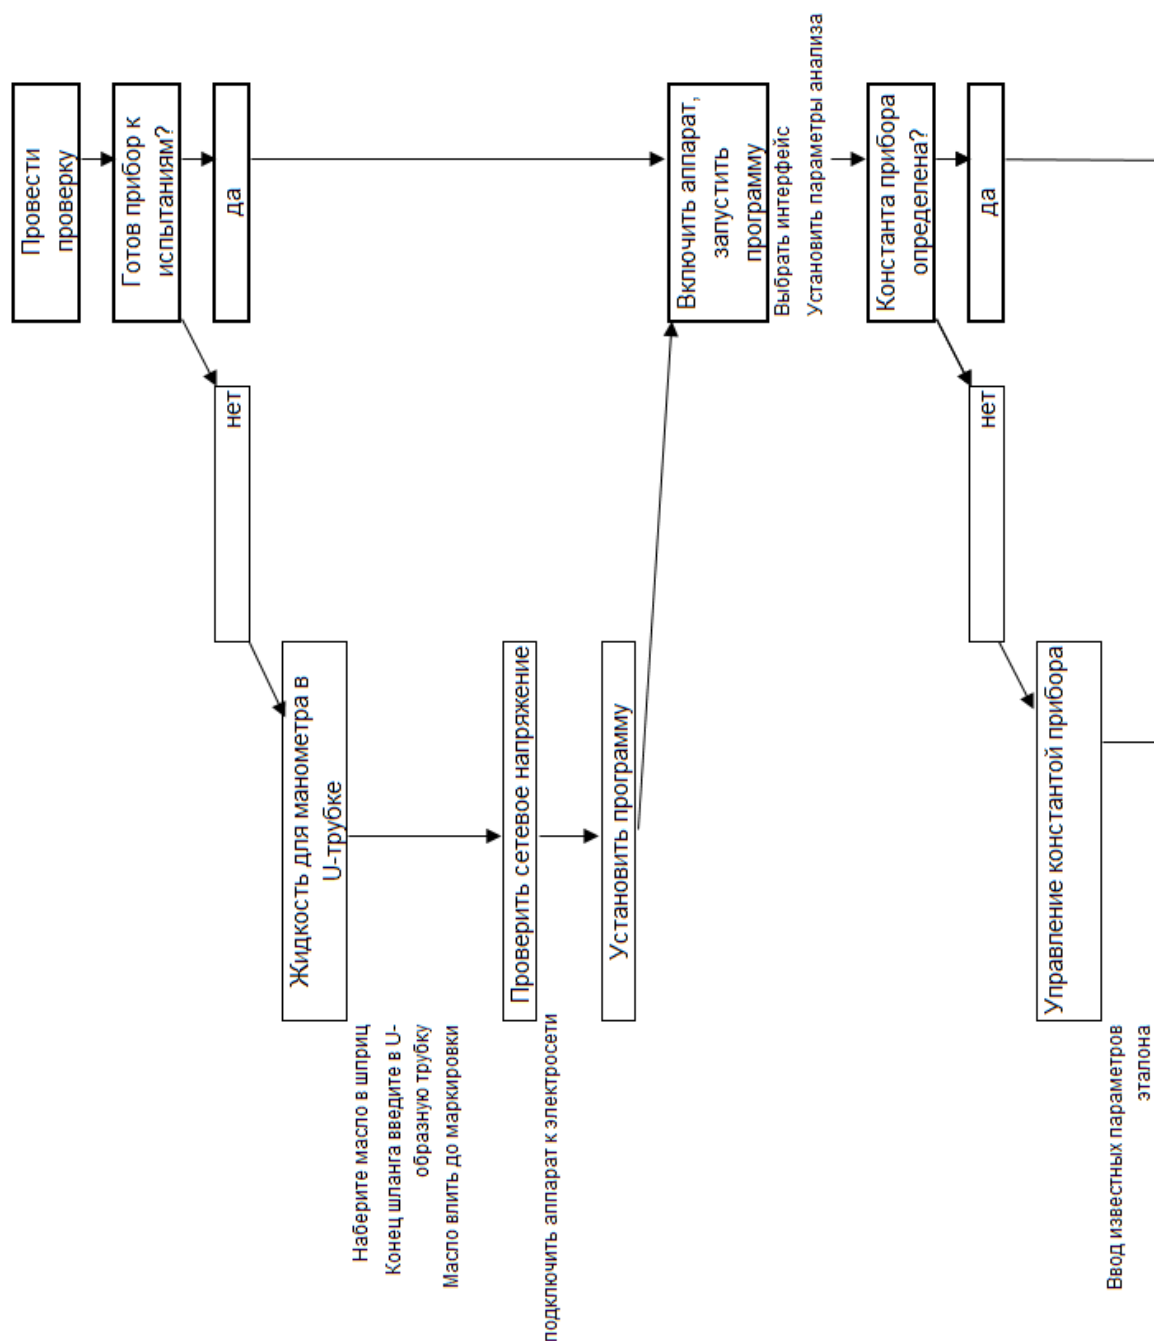 Провести
проверку
Готов прибор к
испытаниям?
да
нет
Жидкость для манометра в
U-трубке
Наберите масло в шприц
Конец шланга введите в U-
образную трубку
Масло влить до маркировки
Проверить сетевое напряжение
подключить аппарат к электросети
Установить программу
Включить аппарат,
запустить
программу
Выбрать интерфейс
Установить параметры анализа
Константа прибора
определена?
да
нет
Управление константой прибора
Ввод известных параметров
эталона